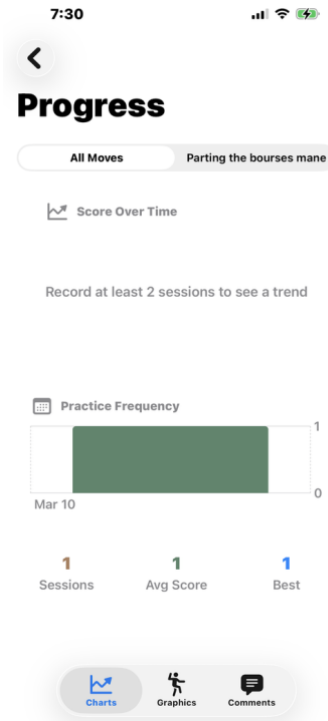 7:30
Progress
All Moves
Parting the bourses mane
Score Over Time
Record at least 2 sessions to see a trend
Practice Frequency
1
0
Mar 10
1 1 1
Sessions Avg Score Best
Charts Graphics Comments